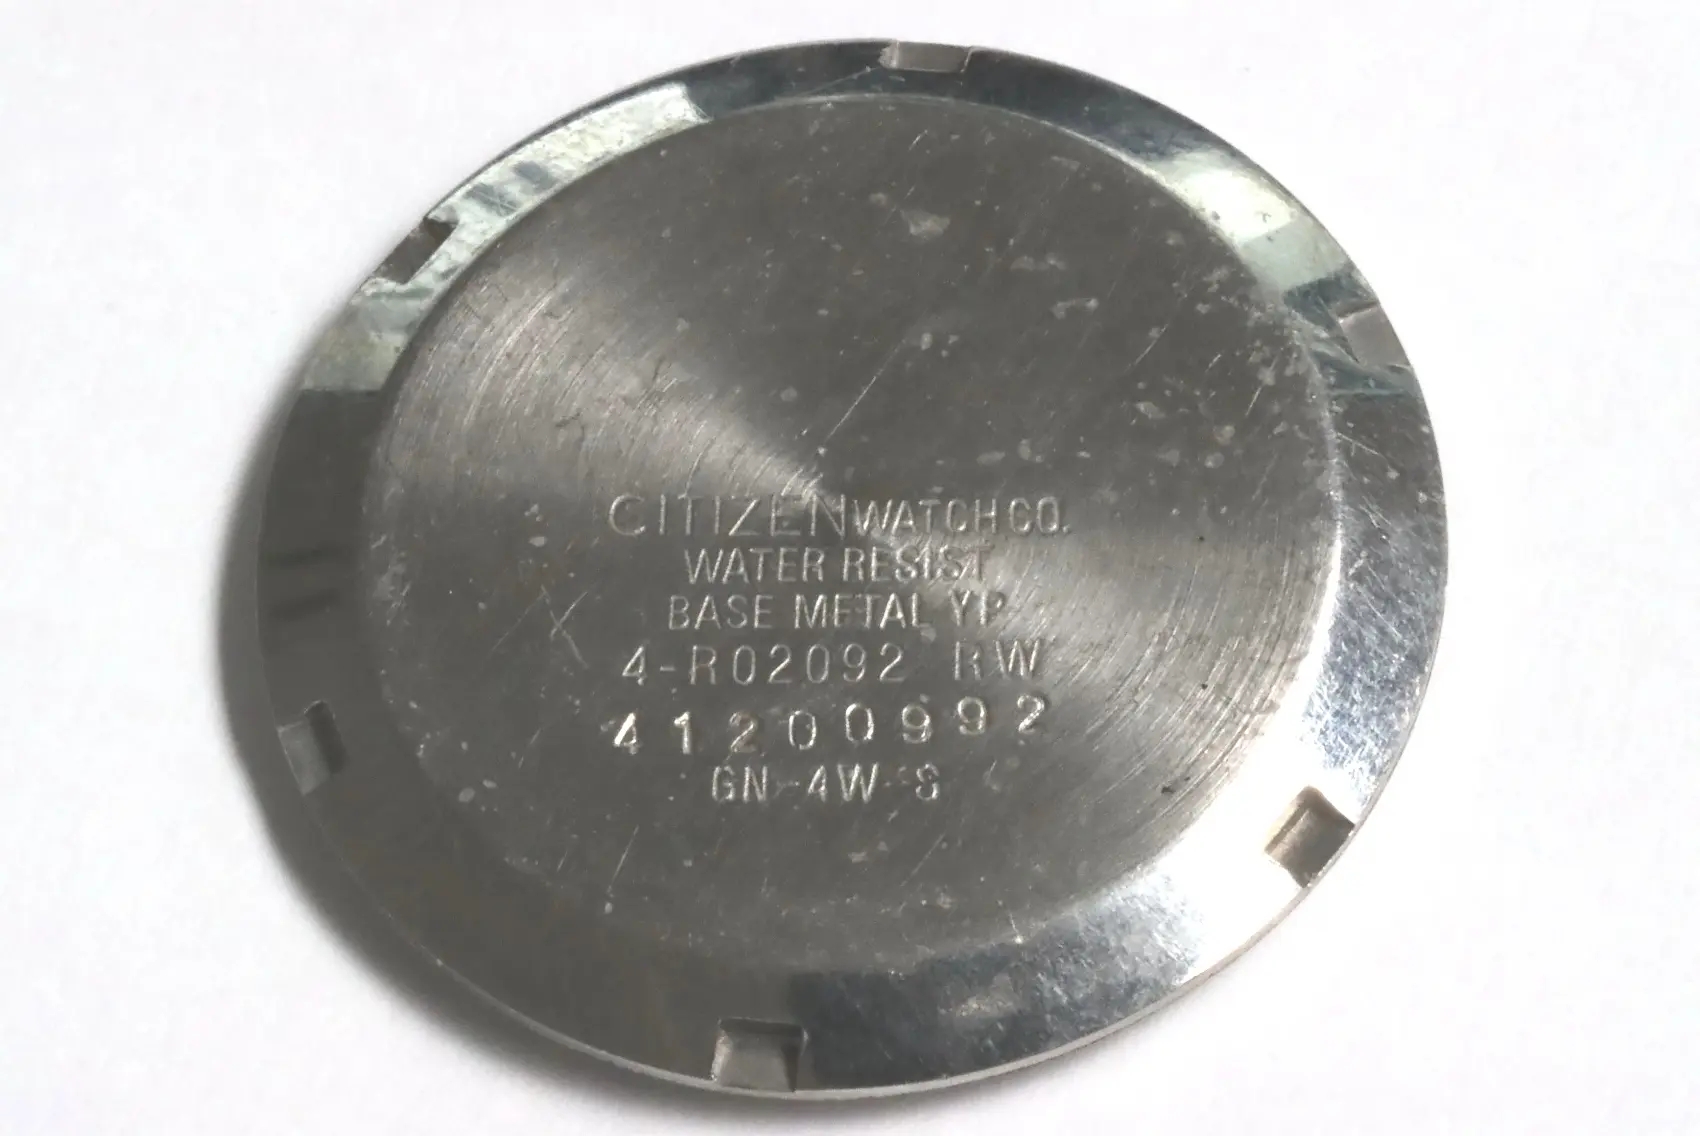 CITIZEN WATCH CO.
WATER RESIST
BASE METAL YP
4-R02092 RW
41200992
GN-4W-S